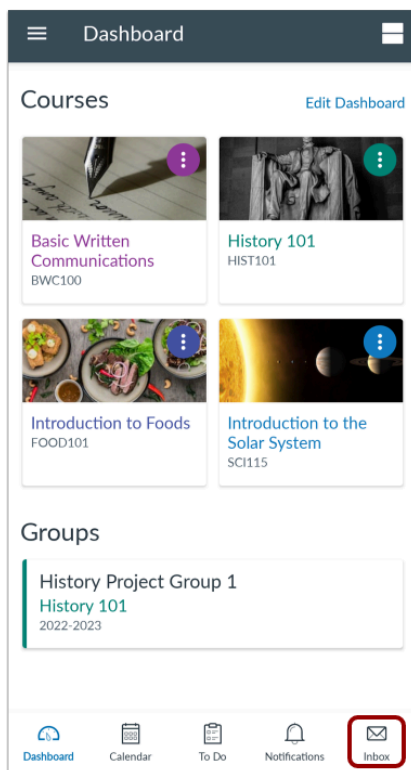 Dashboard
Courses
Edit Dashboard
Basic Written
Communications
BWC100
History 101
HIST101
Introduction to Foods
FOOD101
Introduction to the
Solar System
SCI115
Groups
History Project Group 1
History 101
2022-2023
Dashboard
Calendar
To Do
Notifications
Inbox